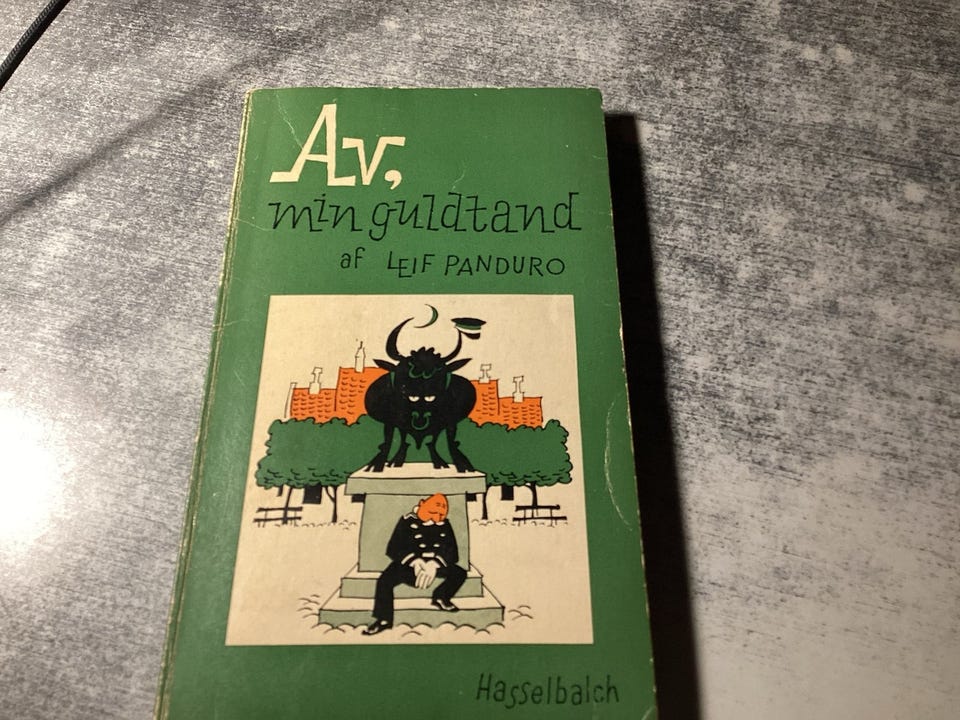 Av,
min guldtand
af LEIF PANDURO
Hasselbalch